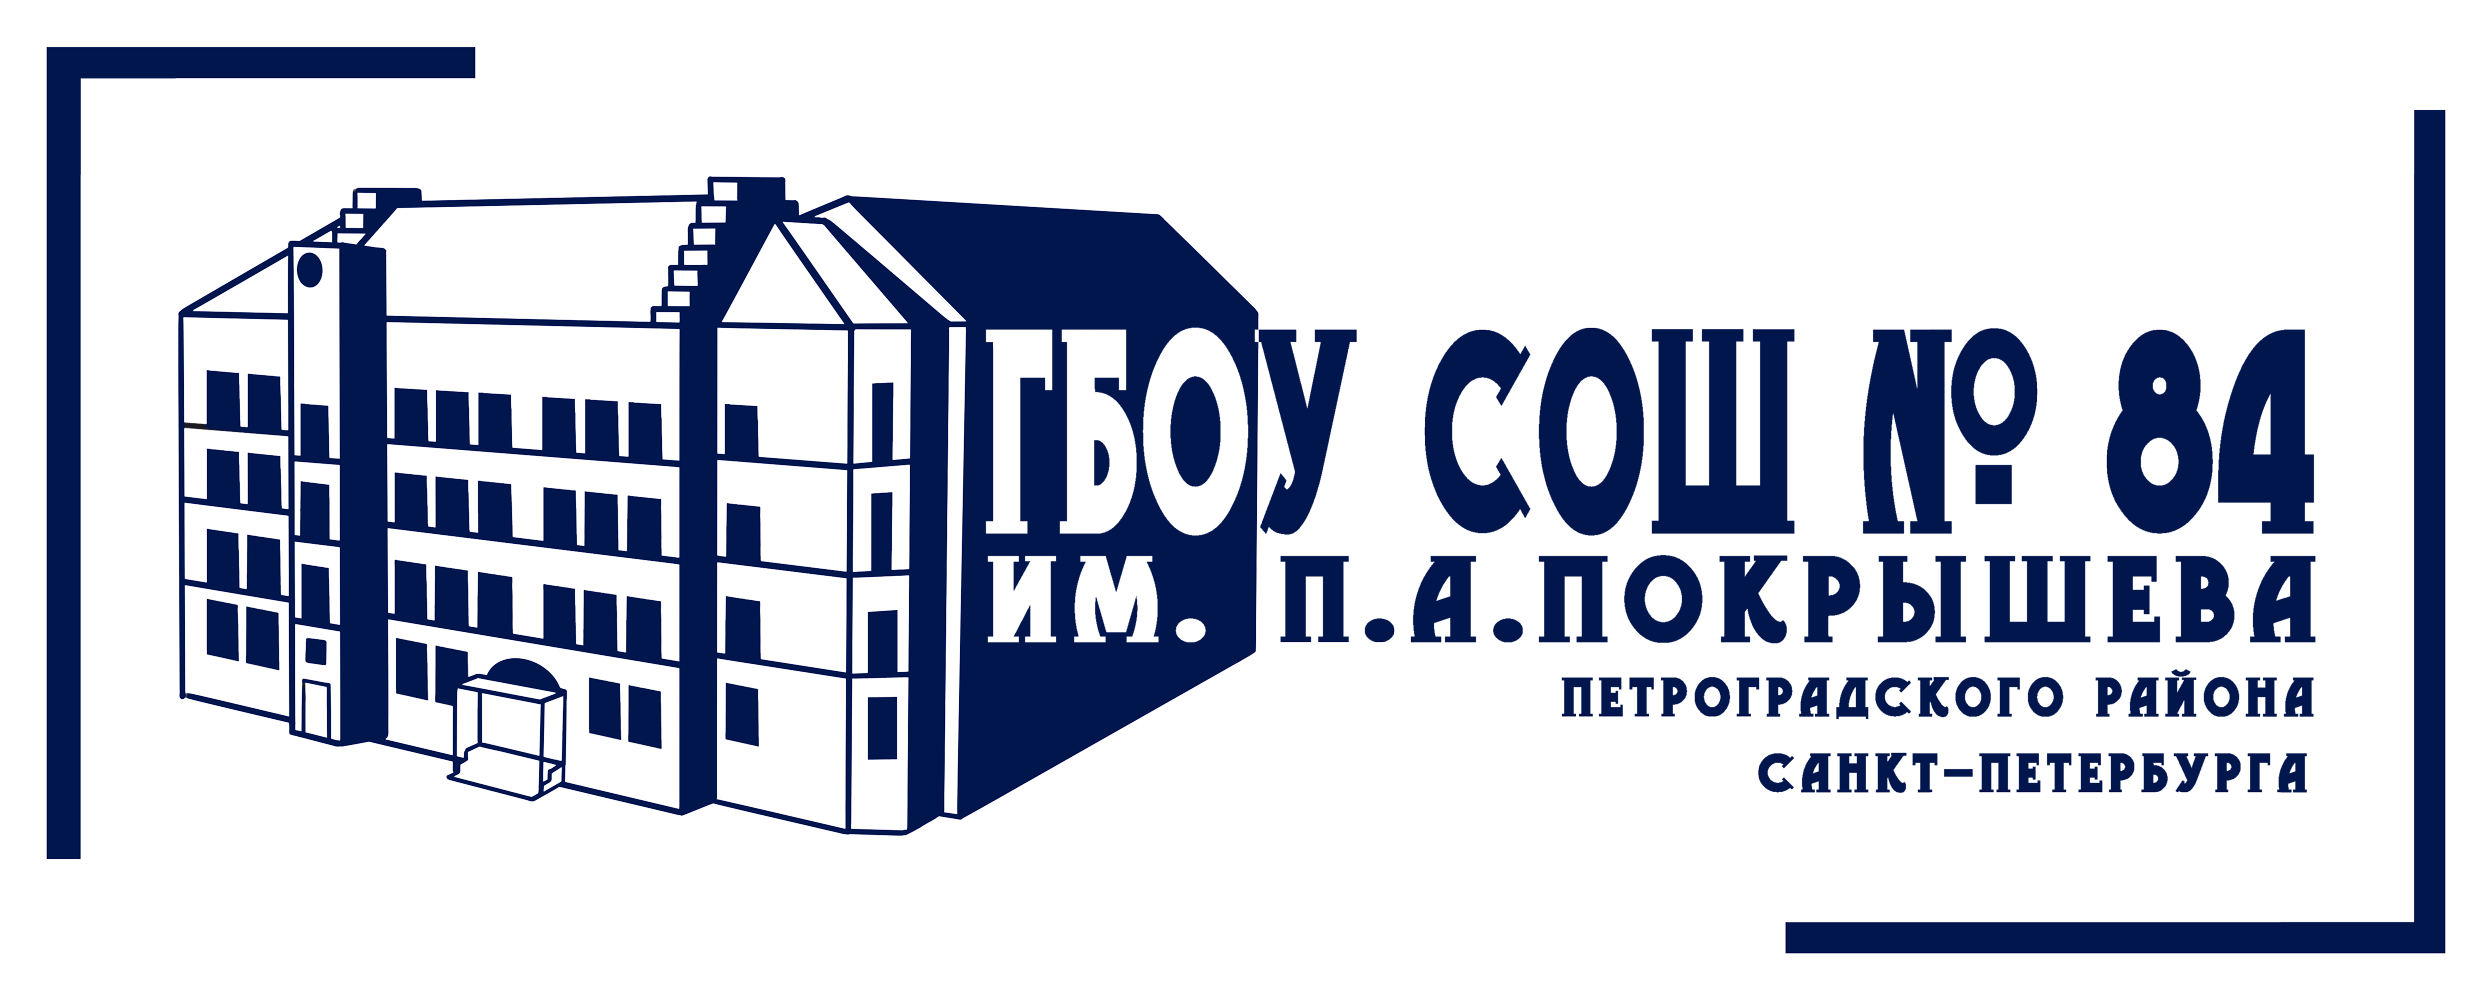 ГБОУ СОШ № 84
им. П.А.ПОКРЫШЕВА
ПЕТРОГРАДСКОГО РАЙОНА
САНКТ-ПЕТЕРБУРГА